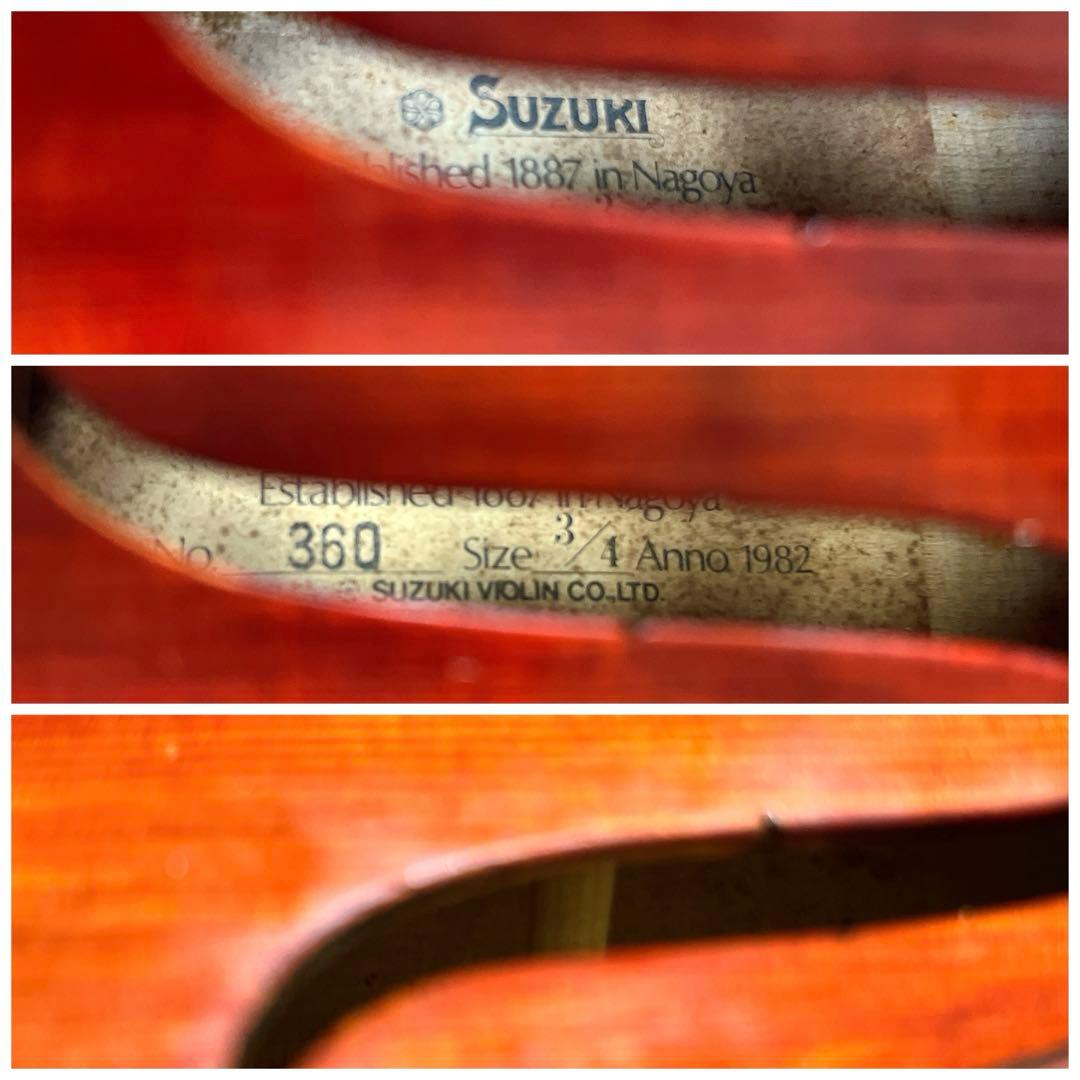 SUZUKI
lished 1887 in Nagoya
Established 1887 in Nagoya
No. 360 Size 3/4 Anno 1982
SUZUKI VIOLIN CO.,LTD.